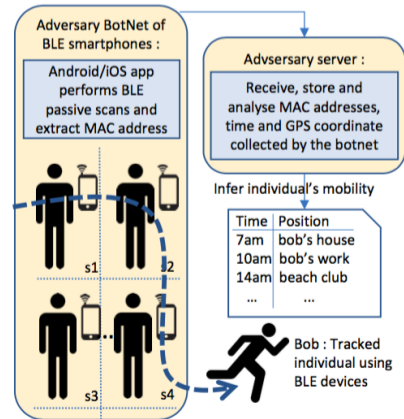 Adversary BotNet of
BLE smartphones :
Android/iOS app
performs BLE
passive scans and
extract MAC address
s1
s2
s3
s4
Adversary server :
Receive, store and
analyse MAC addresses,
time and GPS coordinate
collected by the botnet
Infer individual's mobility
Time Position
7am bob's house
10am bob's work
14am beach club
... ...
Bob : Tracked
individual using
BLE devices